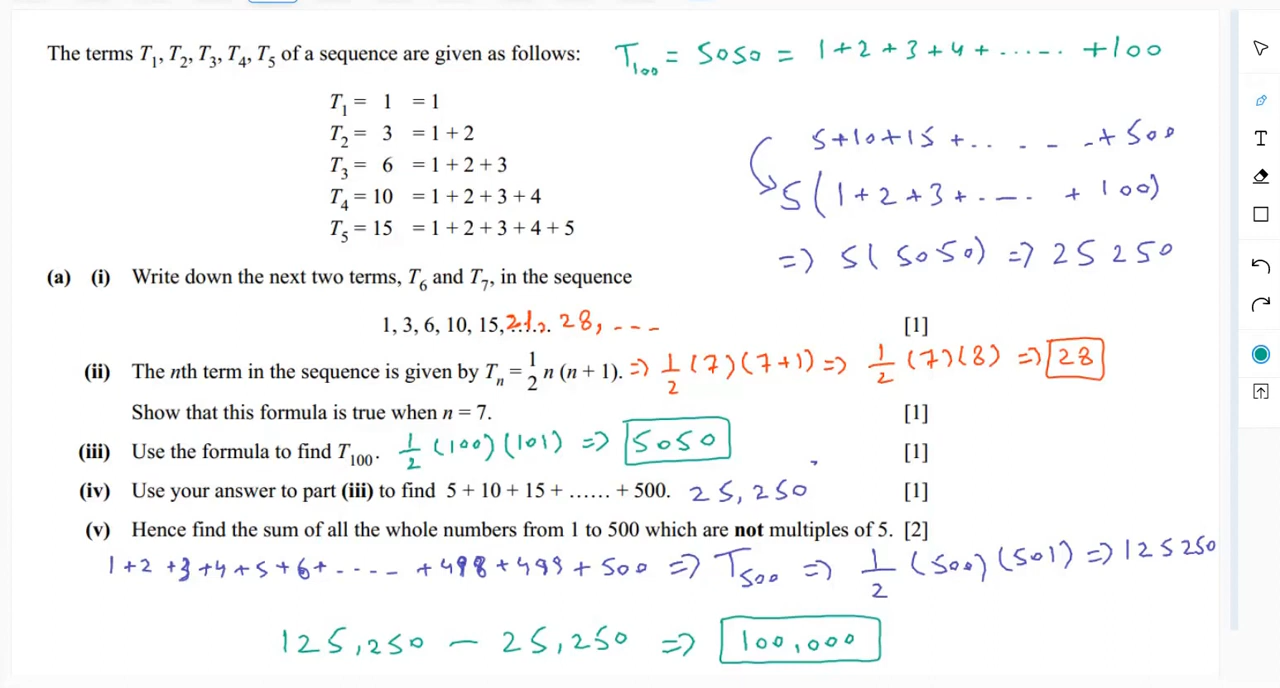 The terms T₁, T₂, T₃, T₄, T₅ of a sequence are given as follows: T₁₀₀ = 5050 = 1+2+3+4+...... +100
T₁ = 1 = 1
T₂ = 3 = 1 + 2
5+10+15 +.. . . - .+ 500
T₃ = 6 = 1 + 2 + 3
T₄ = 10 = 1 + 2 + 3 + 4
5(1+2+3+..... + 100)
T₅ = 15 = 1 + 2 + 3 + 4 + 5
=> 5(5050) => 25 250
(a) (i) Write down the next two terms, T₆ and T₇, in the sequence
1, 3, 6, 10, 15, ..... 21, 28, --- [1]
(ii) The nth term in the sequence is given by Tₙ = 1/2 n (n + 1). => 1/2 (7)(7+1) => 1/2 (7)(8) => 28
Show that this formula is true when n = 7. [1]
(iii) Use the formula to find T₁₀₀. 1/2 (100)(101) => 5050 [1]
(iv) Use your answer to part (iii) to find 5 + 10 + 15 + ...... + 500. 25,250 [1]
(v) Hence find the sum of all the whole numbers from 1 to 500 which are not multiples of 5. [2]
1+2+3+4+5+6+..... +498+499+500 => T₅₀₀ => 1/2 (500)(501) => 125250
125,250 - 25,250 => 100,000
T